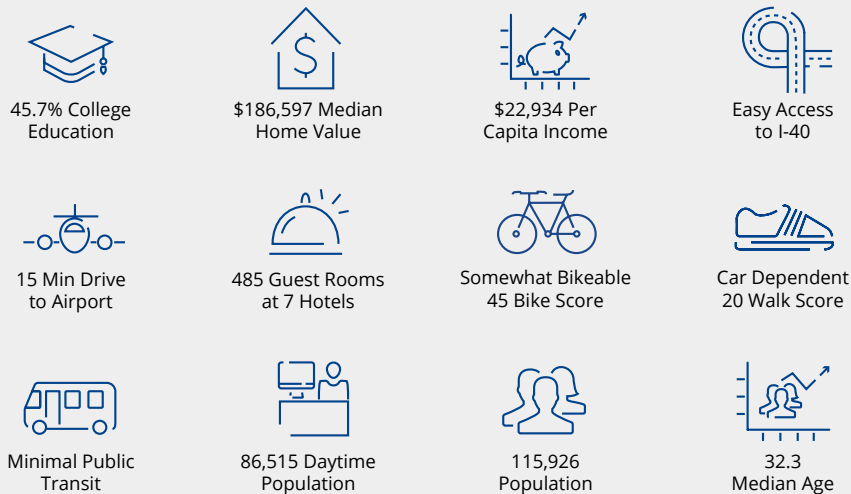 45.7% College
Education
$186,597 Median
Home Value
$22,934 Per
Capita Income
Easy Access
to I-40
15 Min Drive
to Airport
485 Guest Rooms
at 7 Hotels
Somewhat Bikeable
45 Bike Score
Car Dependent
20 Walk Score
Minimal Public
Transit
86,515 Daytime
Population
115,926
Population
32.3
Median Age